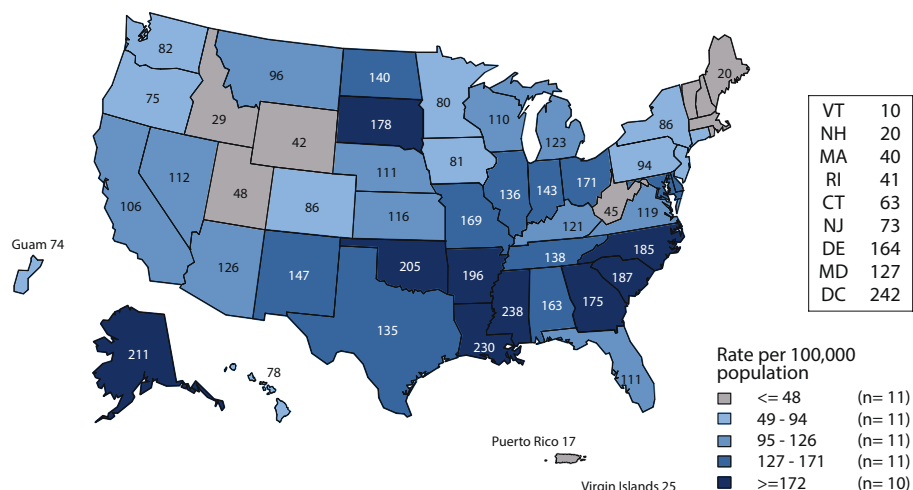 82
96
140
20
75
80
29
178
110
86
123
42
81
94
112
48
111
136
143
171
45
119
106
86
116
169
121
126
147
205
196
138
185
187
135
238
163
175
230
111
211
78
Guam 74
VT 10
NH 20
MA 40
RI 41
CT 63
NJ 73
DE 164
MD 127
DC 242
Rate per 100,000
population
<= 48 (n= 11)
49 - 94 (n= 11)
95 - 126 (n= 11)
127 - 171 (n= 11)
>=172 (n= 10)
Puerto Rico 17
Virgin Islands 25